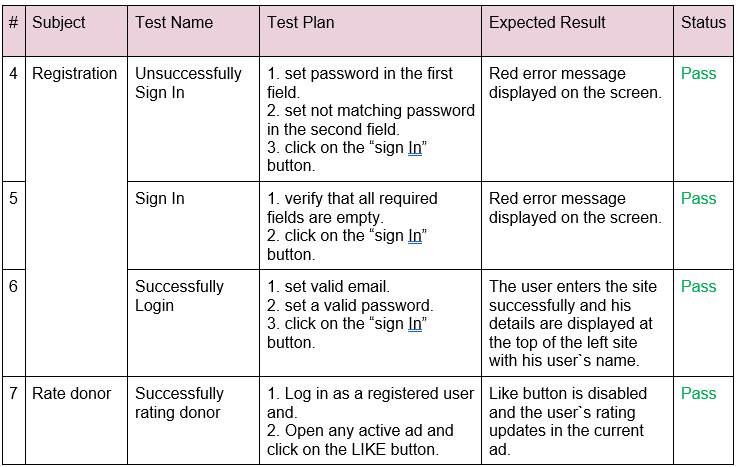 # Subject Test Name Test Plan Expected Result Status
4 Registration Unsuccessfully 1. set password in the first Red error message Pass
Sign In field. displayed on the screen.
2. set not matching password
in the second field.
3. click on the “sign In”
button.
5 Sign In 1. verify that all required Red error message Pass
fields are empty. displayed on the screen.
2. click on the “sign In”
button.
6 Successfully 1. set valid email. The user enters the site Pass
Login 2. set a valid password. successfully and his
3. click on the “sign In” details are displayed at
button. the top of the left site
with his user`s name.
7 Rate donor Successfully 1. Log in as a registered user Like button is disabled Pass
rating donor and. and the user`s rating
2. Open any active ad and updates in the current
click on the LIKE button. ad.